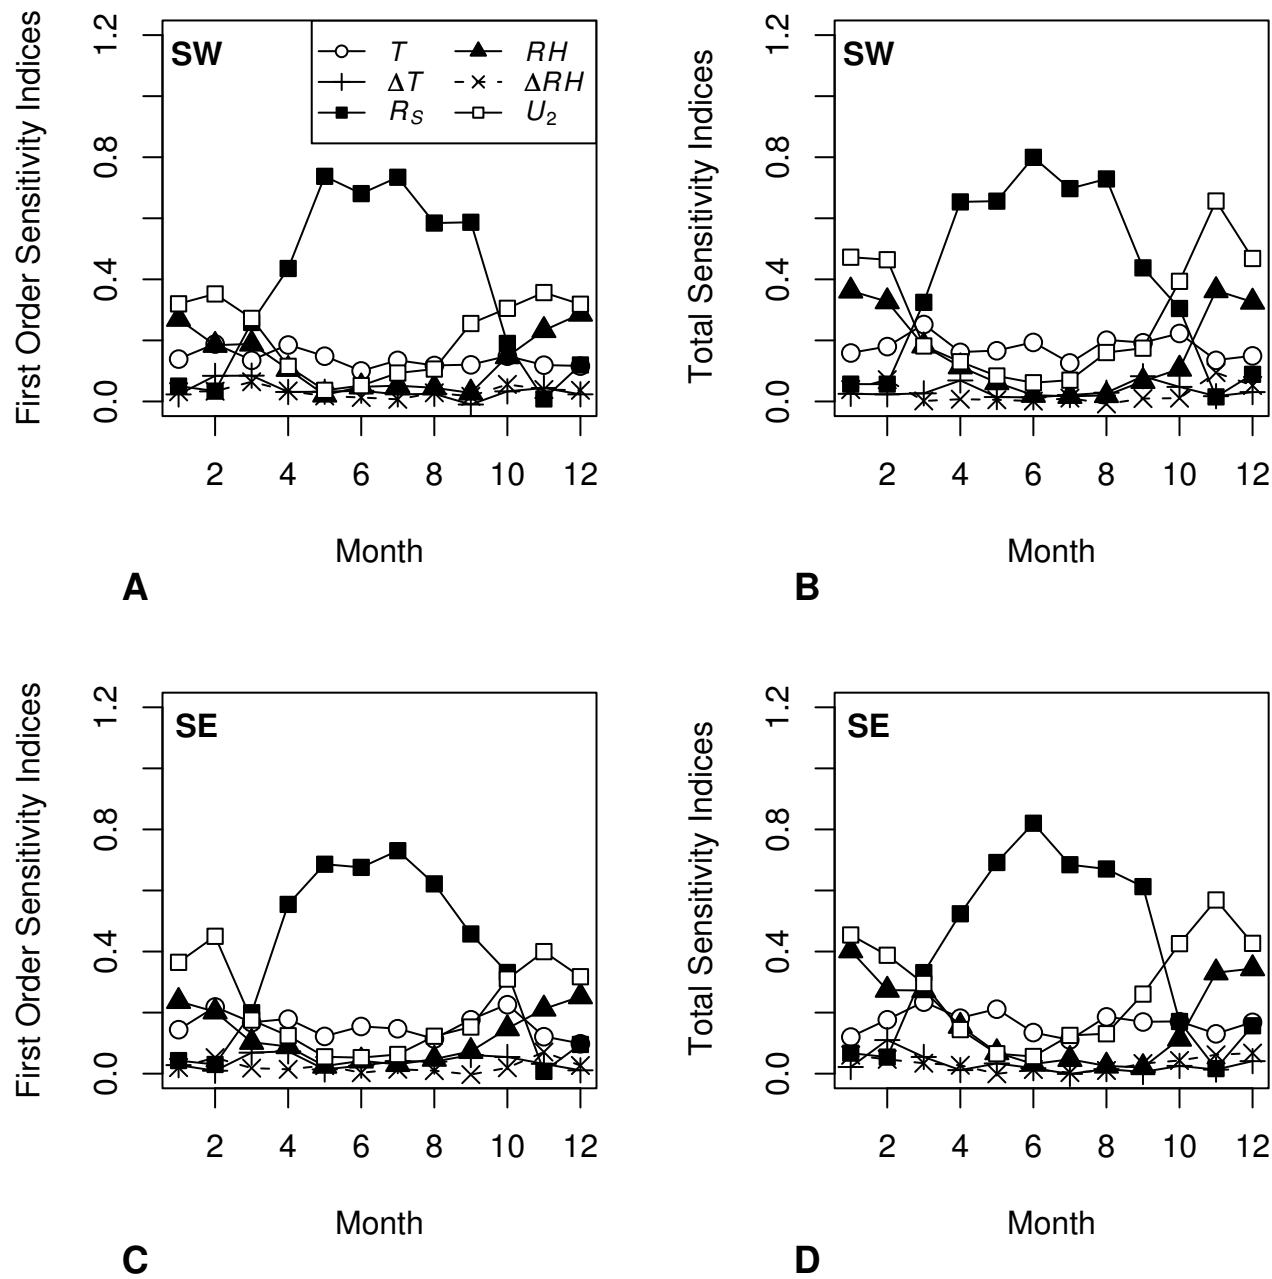 First Order Sensitivity Indices
1.2
0.8
0.4
0.0
SW
T
RH
ΔT
ΔRH
R_S
U_2
2 4 6 8 10 12
Month
A
Total Sensitivity Indices
1.2
0.8
0.4
0.0
SW
2 4 6 8 10 12
Month
B
First Order Sensitivity Indices
1.2
0.8
0.4
0.0
SE
2 4 6 8 10 12
Month
C
Total Sensitivity Indices
1.2
0.8
0.4
0.0
SE
2 4 6 8 10 12
Month
D